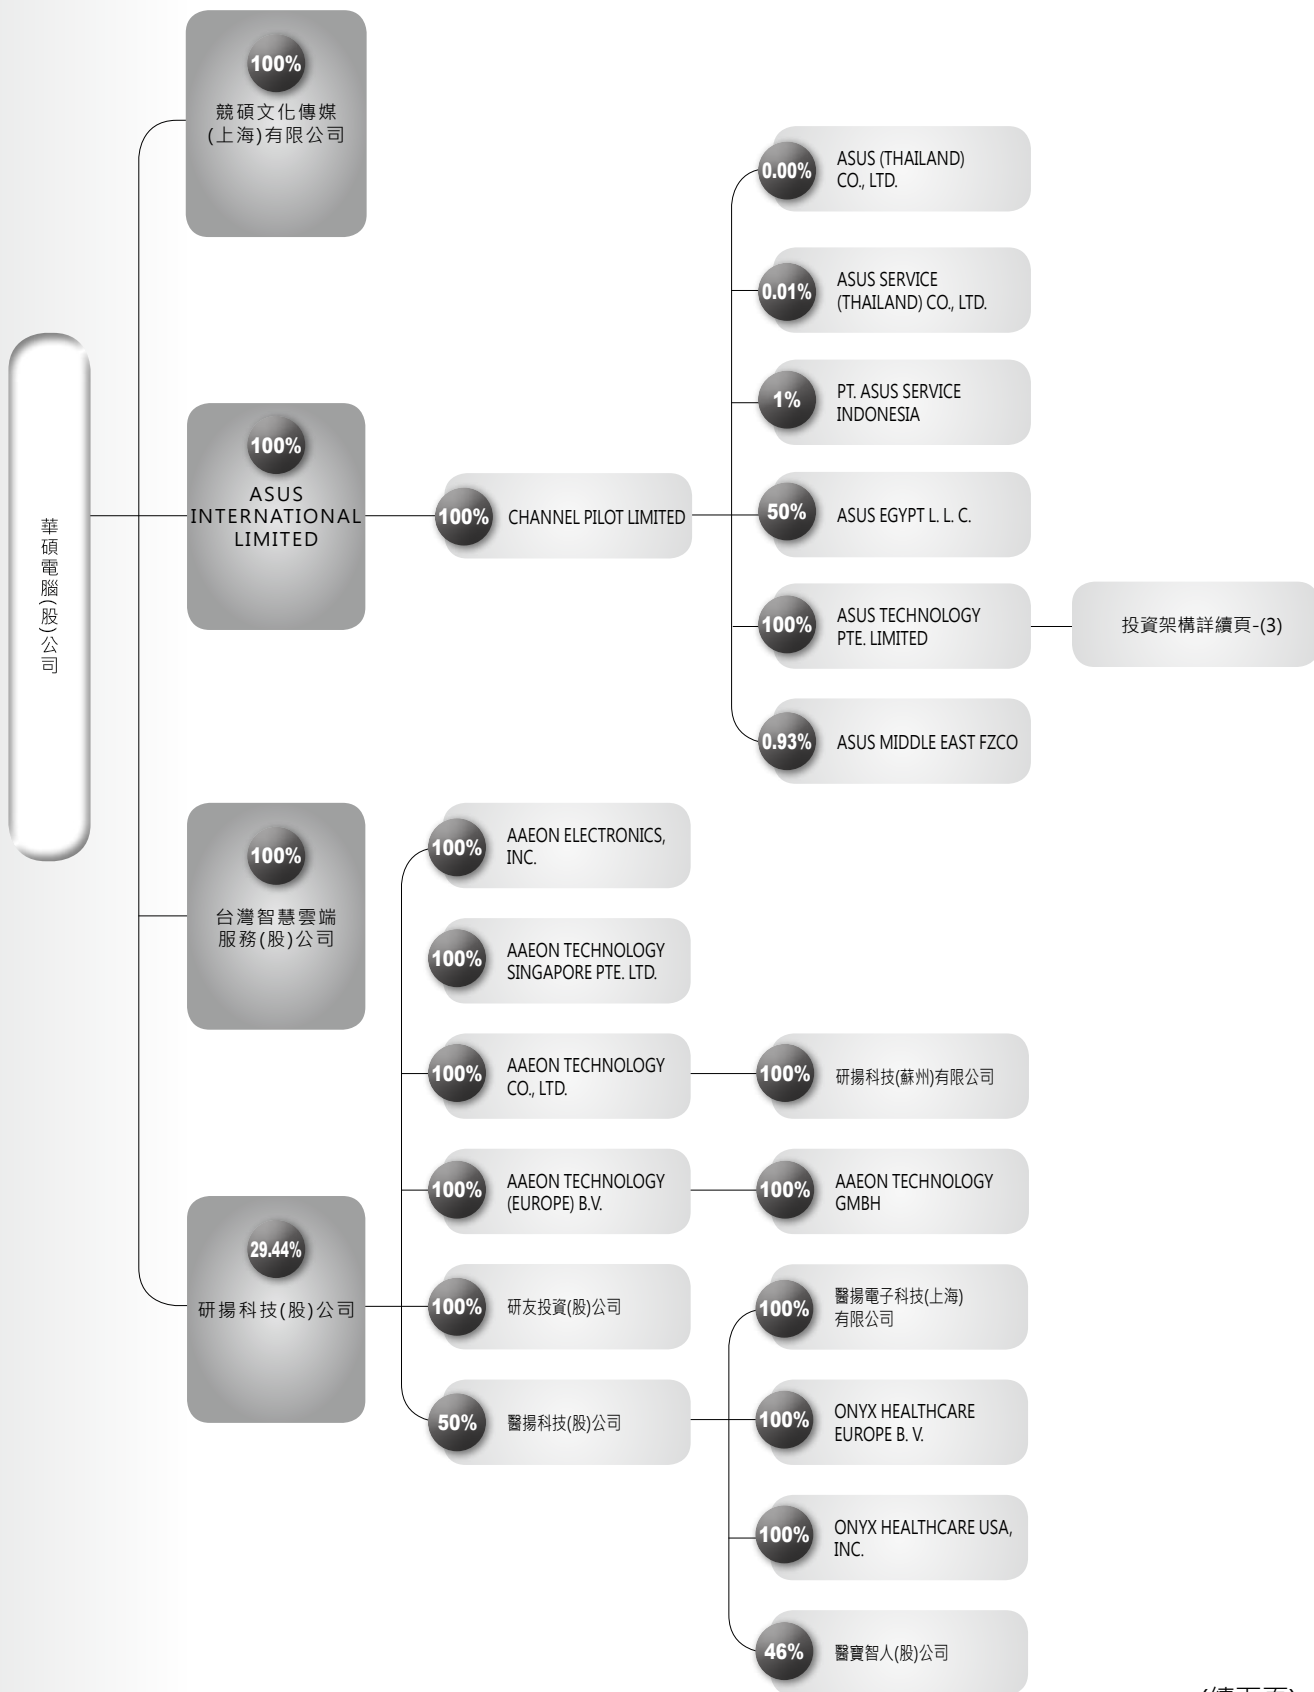 華碩電腦(股)公司
100%
競碩文化傳媒
(上海)有限公司
100%
ASUS
INTERNATIONAL
LIMITED
100%
CHANNEL PILOT LIMITED
0.00%
ASUS (THAILAND)
CO., LTD.
0.01%
ASUS SERVICE
(THAILAND) CO., LTD.
1%
PT. ASUS SERVICE
INDONESIA
50%
ASUS EGYPT L. L. C.
100%
ASUS TECHNOLOGY
PTE. LIMITED
投資架構詳續頁-(3)
0.93%
ASUS MIDDLE EAST FZCO
100%
台灣智慧雲端
服務(股)公司
29.44%
研揚科技(股)公司
100%
AAEON ELECTRONICS,
INC.
100%
AAEON TECHNOLOGY
SINGAPORE PTE. LTD.
100%
AAEON TECHNOLOGY
CO., LTD.
100%
研揚科技(蘇州)有限公司
100%
AAEON TECHNOLOGY
(EUROPE) B.V.
100%
AAEON TECHNOLOGY
GMBH
100%
研友投資(股)公司
50%
醫揚科技(股)公司
100%
醫揚電子科技(上海)
有限公司
100%
ONYX HEALTHCARE
EUROPE B. V.
100%
ONYX HEALTHCARE USA,
INC.
46%
醫寶智人(股)公司